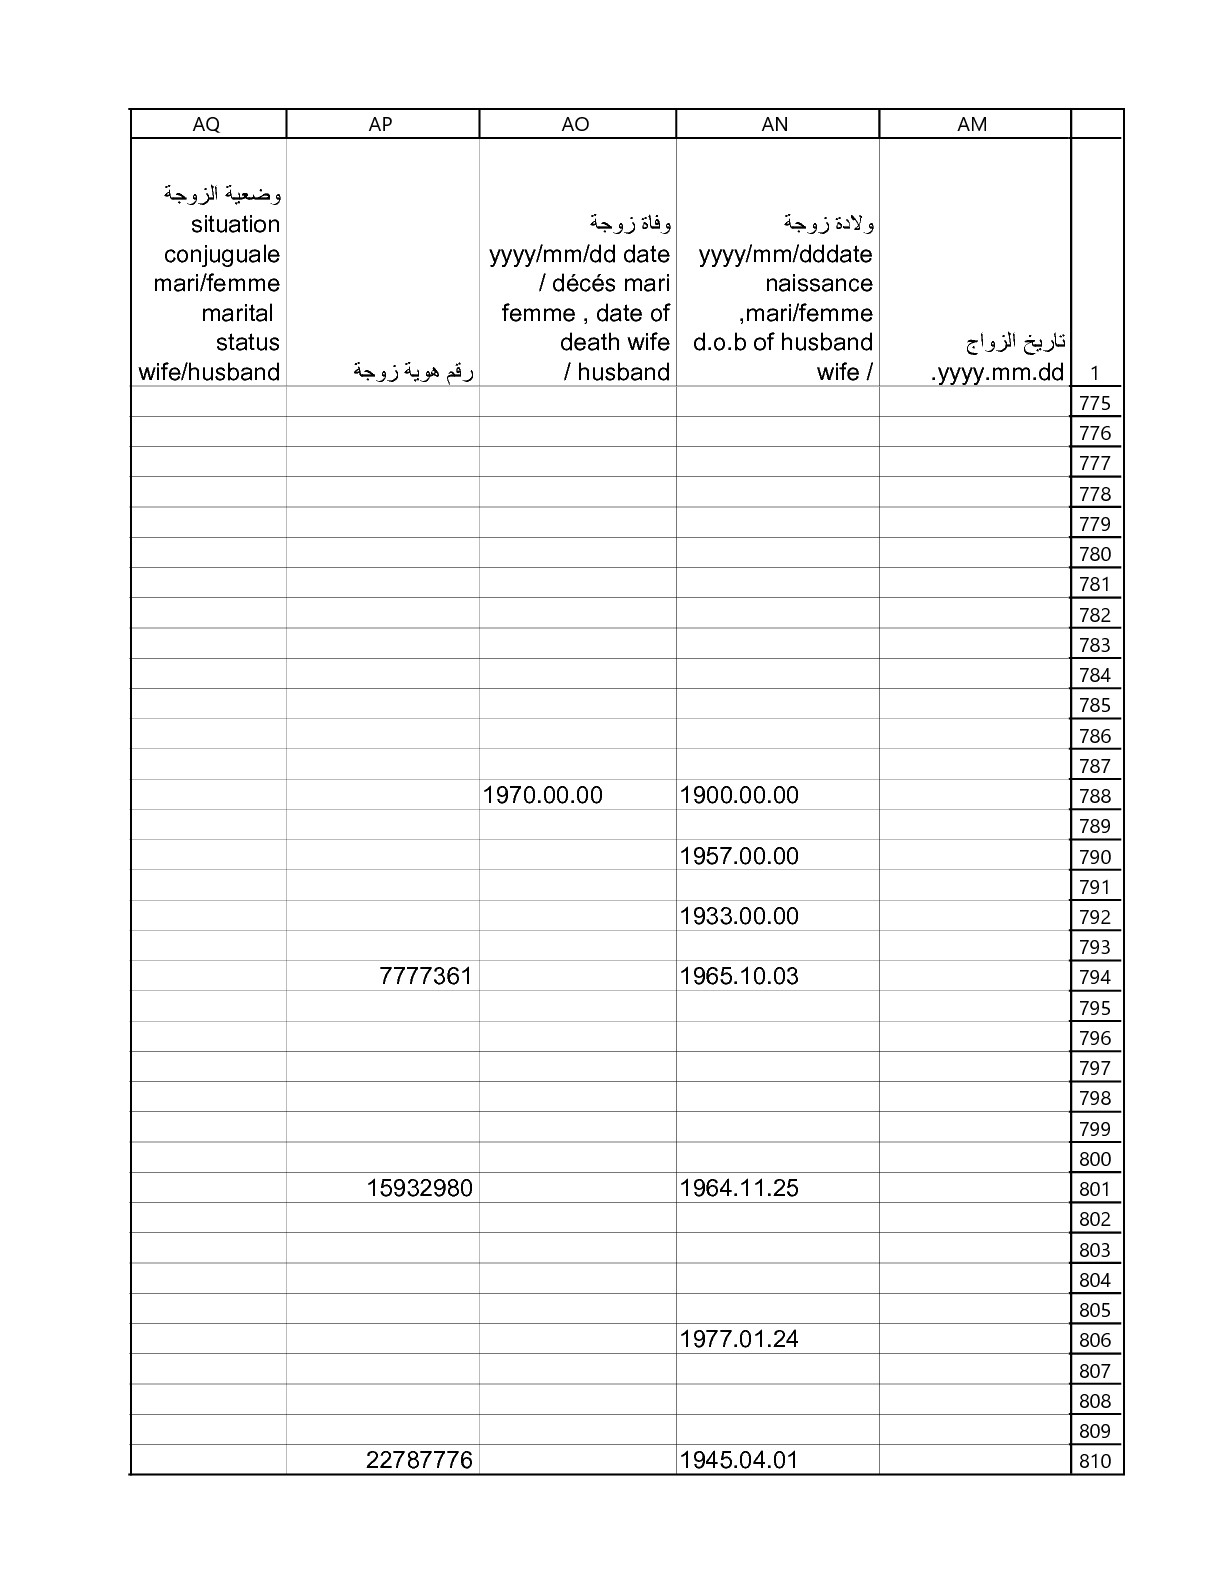 AQ AP AO AN AM
وضعية الزوجة
situation
conjuguale
mari/femme
marital
status
wife/husband
رقم هوية زوجة
وفاة زوجة
yyyy/mm/dd date
/ décés mari
femme , date of
death wife
/ husband
ولادة زوجة
yyyy/mm/dddate
naissance
,mari/femme
d.o.b of husband
wife /
تاريخ الزواج
.yyyy.mm.dd
1
775
776
777
778
779
780
781
782
783
784
785
786
787
1970.00.00 1900.00.00 788
789
1957.00.00 790
791
1933.00.00 792
793
7777361 1965.10.03 794
795
796
797
798
799
800
15932980 1964.11.25 801
802
803
804
805
1977.01.24 806
807
808
809
22787776 1945.04.01 810